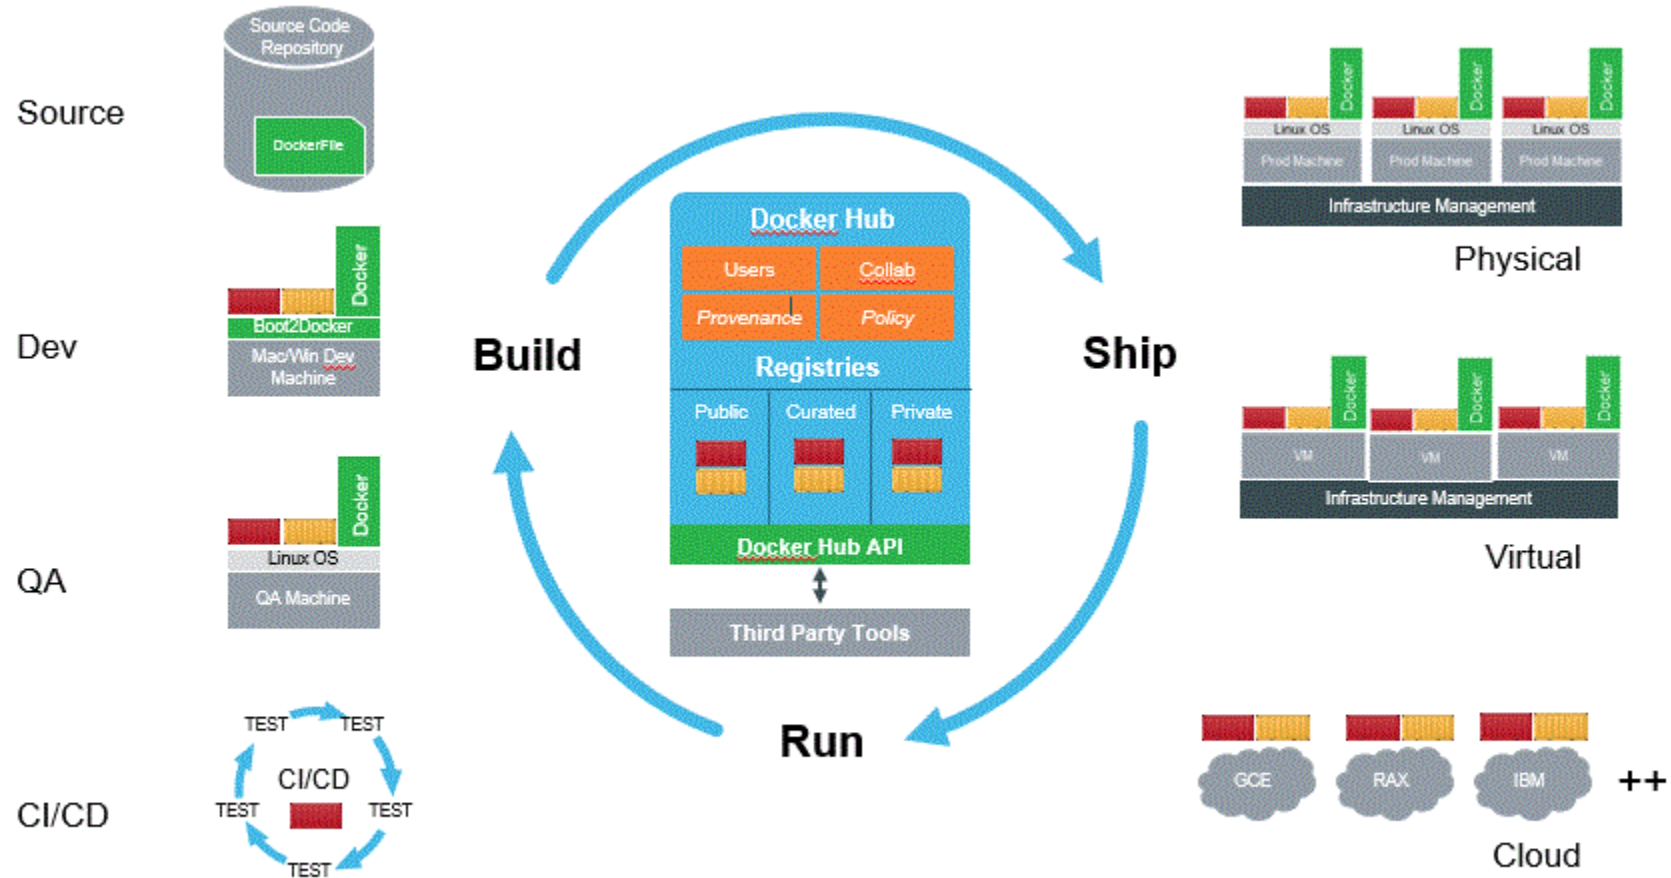 Source
Source Code
Repository
DockerFile
Dev
Docker
Boot2Docker
Mac/Win Dev
Machine
QA
Docker
Linux OS
QA Machine
CI/CD
TEST
TEST
TEST
TEST
TEST
CI/CD
Build
Ship
Run
Docker Hub
Users
Collab
Provenance
Policy
Registries
Public
Curated
Private
Docker Hub API
Third Party Tools
Docker
Docker
Docker
Linux OS
Linux OS
Linux OS
Prod Machine
Prod Machine
Prod Machine
Infrastructure Management
Physical
Docker
Docker
Docker
VM
VM
VM
Infrastructure Management
Virtual
GCE
RAX
IBM
++
Cloud